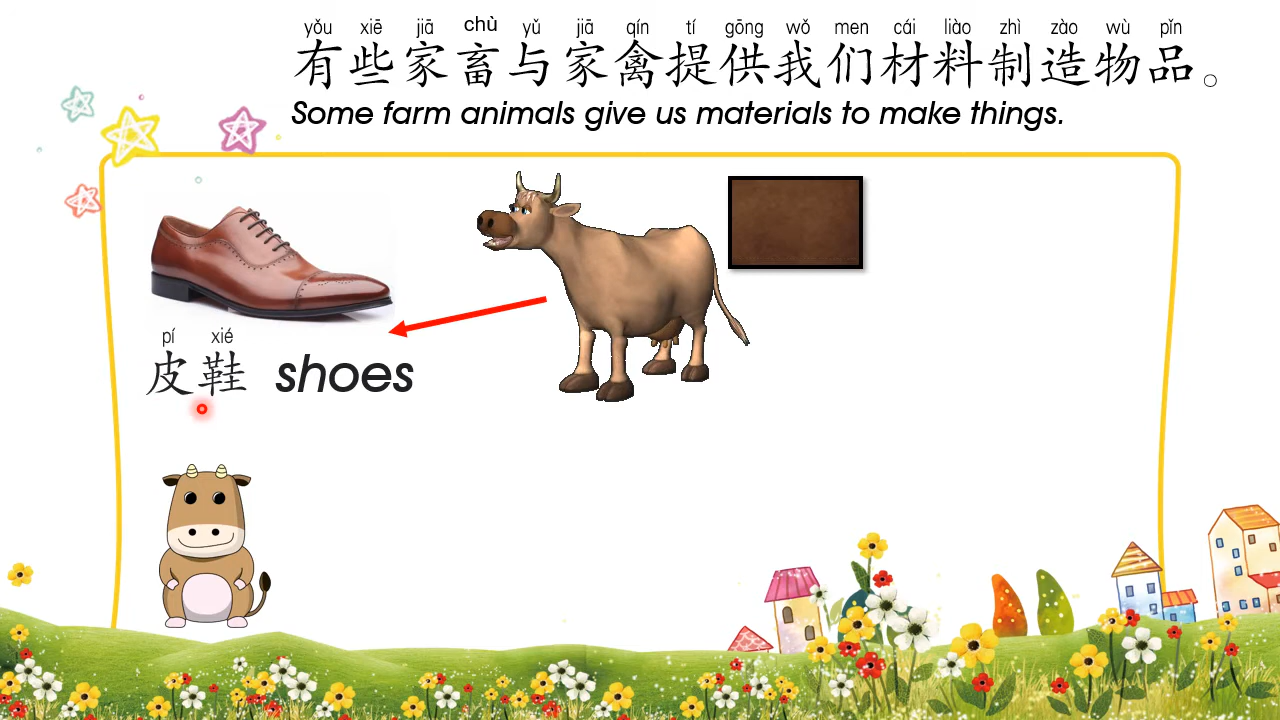 yǒu xiē jiā chù yǔ jiā qín tí gōng wǒ men cái liào zhì zào wù pǐn
有些家畜与家禽提供我们材料制造物品。
Some farm animals give us materials to make things.
pí xié
皮鞋 shoes